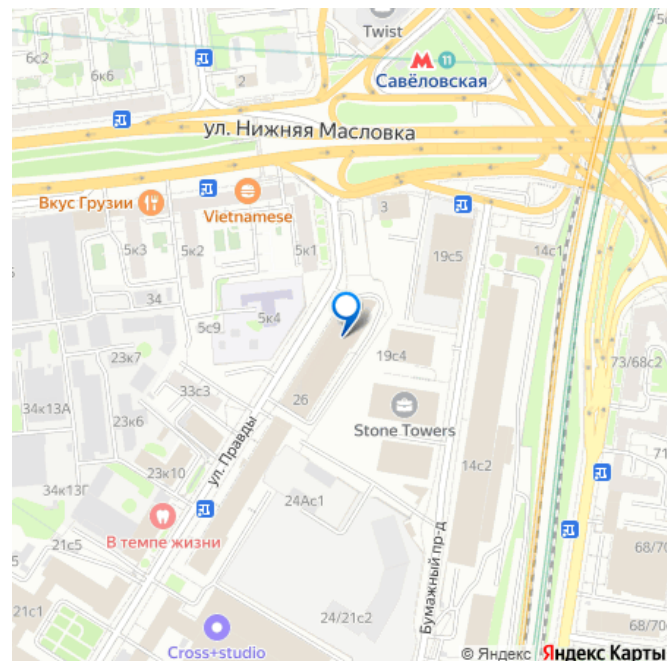 Twist
6с2
6к6
2
11
Савёловская
ул. Нижняя Масловка
Вкус Грузии
Vietnamese
3
5к3
5к2
5к1
19с5
14с1
34
5с9
5к4
23к7
19с4
73/68с2
33с3
34к13А
23к6
26
Stone Towers
ул. Правды
23к10
14с2
34к13Г
24Ас1
В темпе жизни
21с5
Бумажный пр-д
68/70
21с1
24/21с2
68/70
Cross+studio
© Яндекс Яндекс Карты